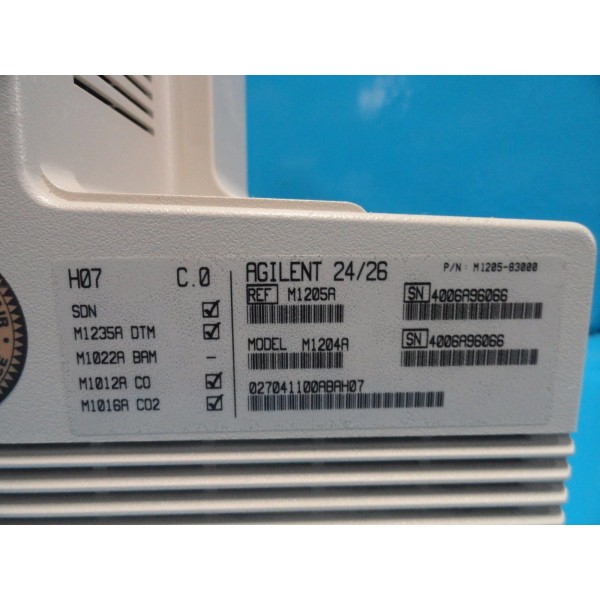 H07 C.0
SDN ☑
M1235A DTM ☑
M1022A BAM -
M1012A CO ☑
M1016A CO2 ☑
AGILENT 24/26 P/N: M1205-83000
REF M1205A SN 4006A96066
MODEL M1204A SN 4006A96066
027041100ABAH07